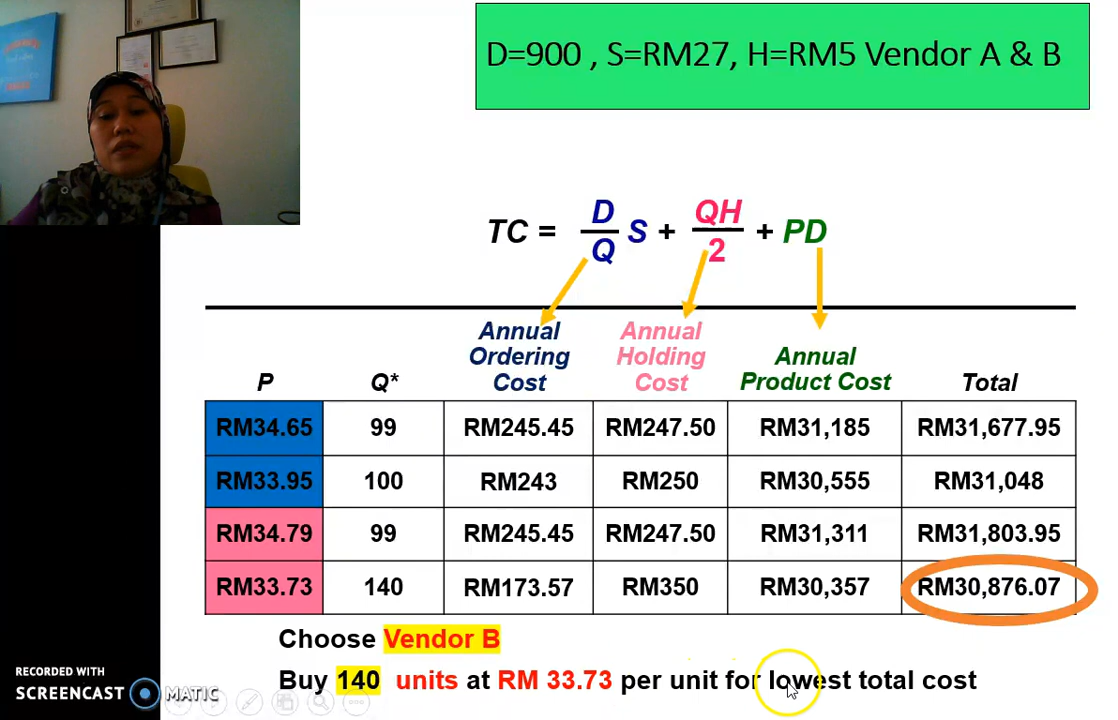 D=900 , S=RM27, H=RM5 Vendor A & B
TC = D/Q S + QH/2 + PD
P Q* Annual Ordering Cost Annual Holding Cost Annual Product Cost Total
RM34.65 99 RM245.45 RM247.50 RM31,185 RM31,677.95
RM33.95 100 RM243 RM250 RM30,555 RM31,048
RM34.79 99 RM245.45 RM247.50 RM31,311 RM31,803.95
RM33.73 140 RM173.57 RM350 RM30,357 RM30,876.07
Choose Vendor B
Buy 140 units at RM 33.73 per unit for lowest total cost
RECORDED WITH
SCREENCAST MATIC